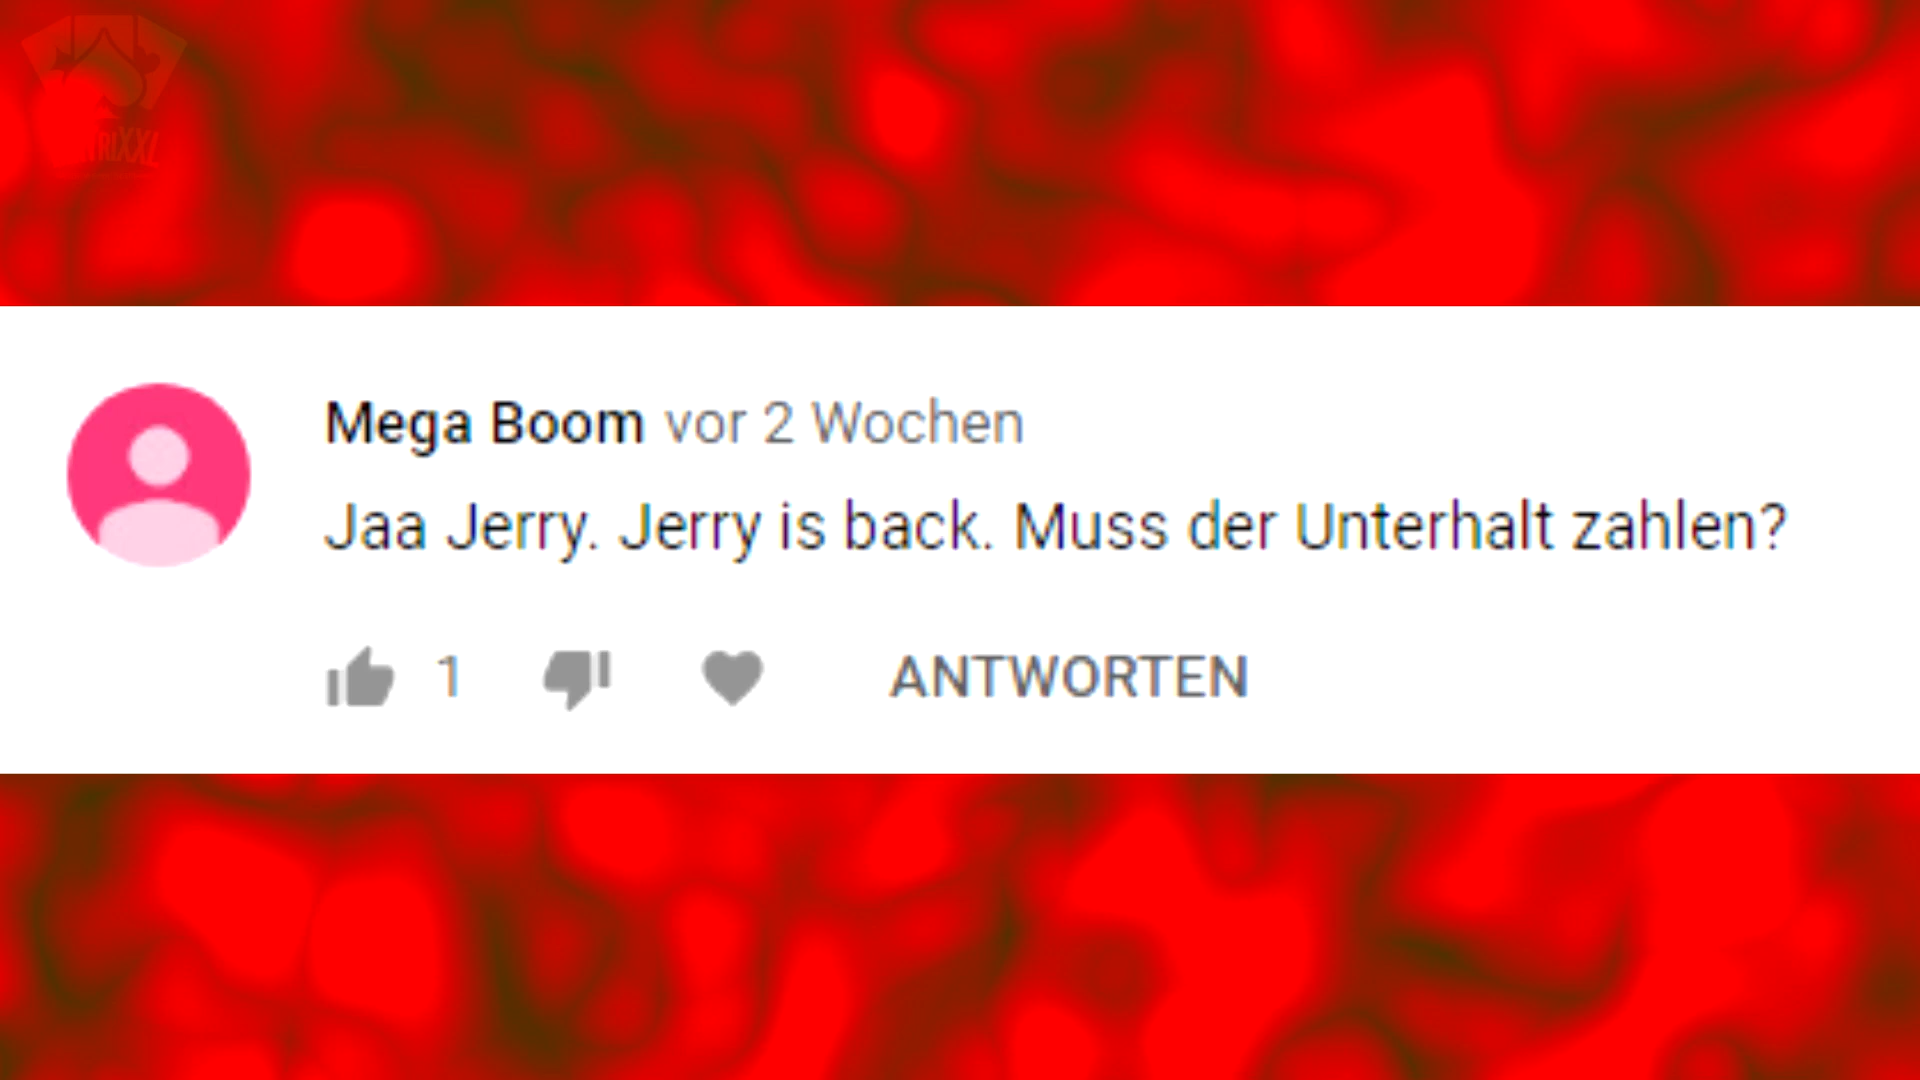 Mega Boom vor 2 Wochen
Jaa Jerry. Jerry is back. Muss der Unterhalt zahlen?
1 ANTWORTEN